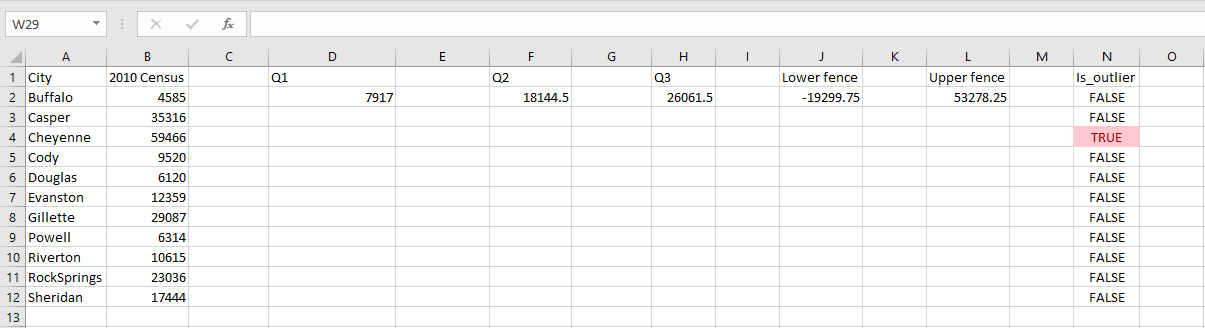 W29 fx
A B C D E F G H I J K L M N O
1 City 2010 Census Q1 Q2 Q3 Lower fence Upper fence Is_outlier
2 Buffalo 4585 7917 18144.5 26061.5 -19299.75 53278.25 FALSE
3 Casper 35316 FALSE
4 Cheyenne 59466 TRUE
5 Cody 9520 FALSE
6 Douglas 6120 FALSE
7 Evanston 12359 FALSE
8 Gillette 29087 FALSE
9 Powell 6314 FALSE
10 Riverton 10615 FALSE
11 RockSprings 23036 FALSE
12 Sheridan 17444 FALSE
13